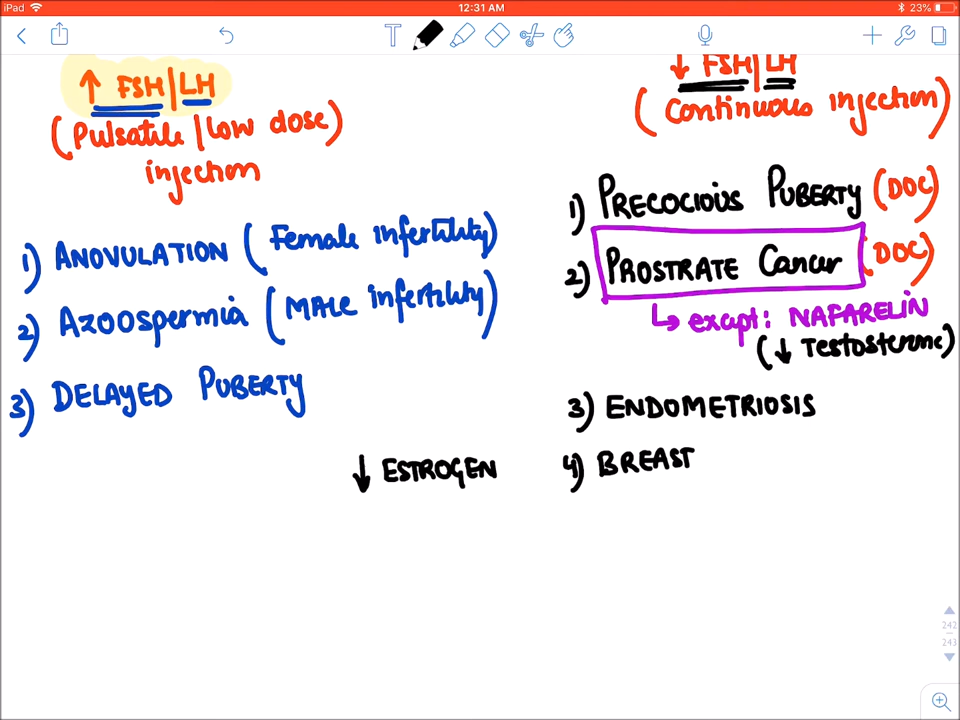 iPad
12:31 AM
23%
T
↑ FSH|LH
(Pulsatile | low dose)
injection
1) ANOVULATION (Female infertility)
2) Azoospermia (MALE infertility)
3) DELAYED PUBERTY
↓ FSH|LH
(Continuous injection)
1) PRECOCIOUS PUBERTY (DOC)
2) PROSTRATE Cancer (DOC)
↳ except: NAFARELIN
(↓ Testosterone)
3) ENDOMETRIOSIS
↓ ESTROGEN
4) BREAST
242
243